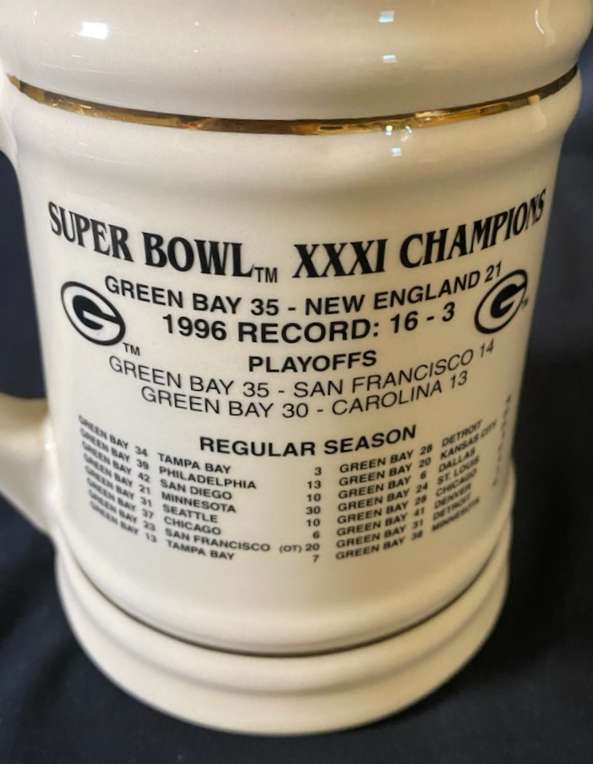 SUPER BOWL™ XXXI CHAMPIONS
GREEN BAY 35 - NEW ENGLAND 21
G TM 1996 RECORD: 16 - 3 G TM
PLAYOFFS
GREEN BAY 35 - SAN FRANCISCO 14
GREEN BAY 30 - CAROLINA 13
REGULAR SEASON
GREEN BAY 34 TAMPA BAY 3 GREEN BAY 28 DETROIT
GREEN BAY 39 PHILADELPHIA 13 GREEN BAY 20 KANSAS CITY
GREEN BAY 42 SAN DIEGO 10 GREEN BAY 6 DALLAS
GREEN BAY 21 MINNESOTA 30 GREEN BAY 24 ST. LOUIS
GREEN BAY 31 SEATTLE 10 GREEN BAY 28 CHICAGO
GREEN BAY 37 CHICAGO 6 GREEN BAY 41 DENVER
GREEN BAY 23 SAN FRANCISCO (OT) 20 GREEN BAY 31 DETROIT
GREEN BAY 13 TAMPA BAY 7 GREEN BAY 38 MINNESOTA